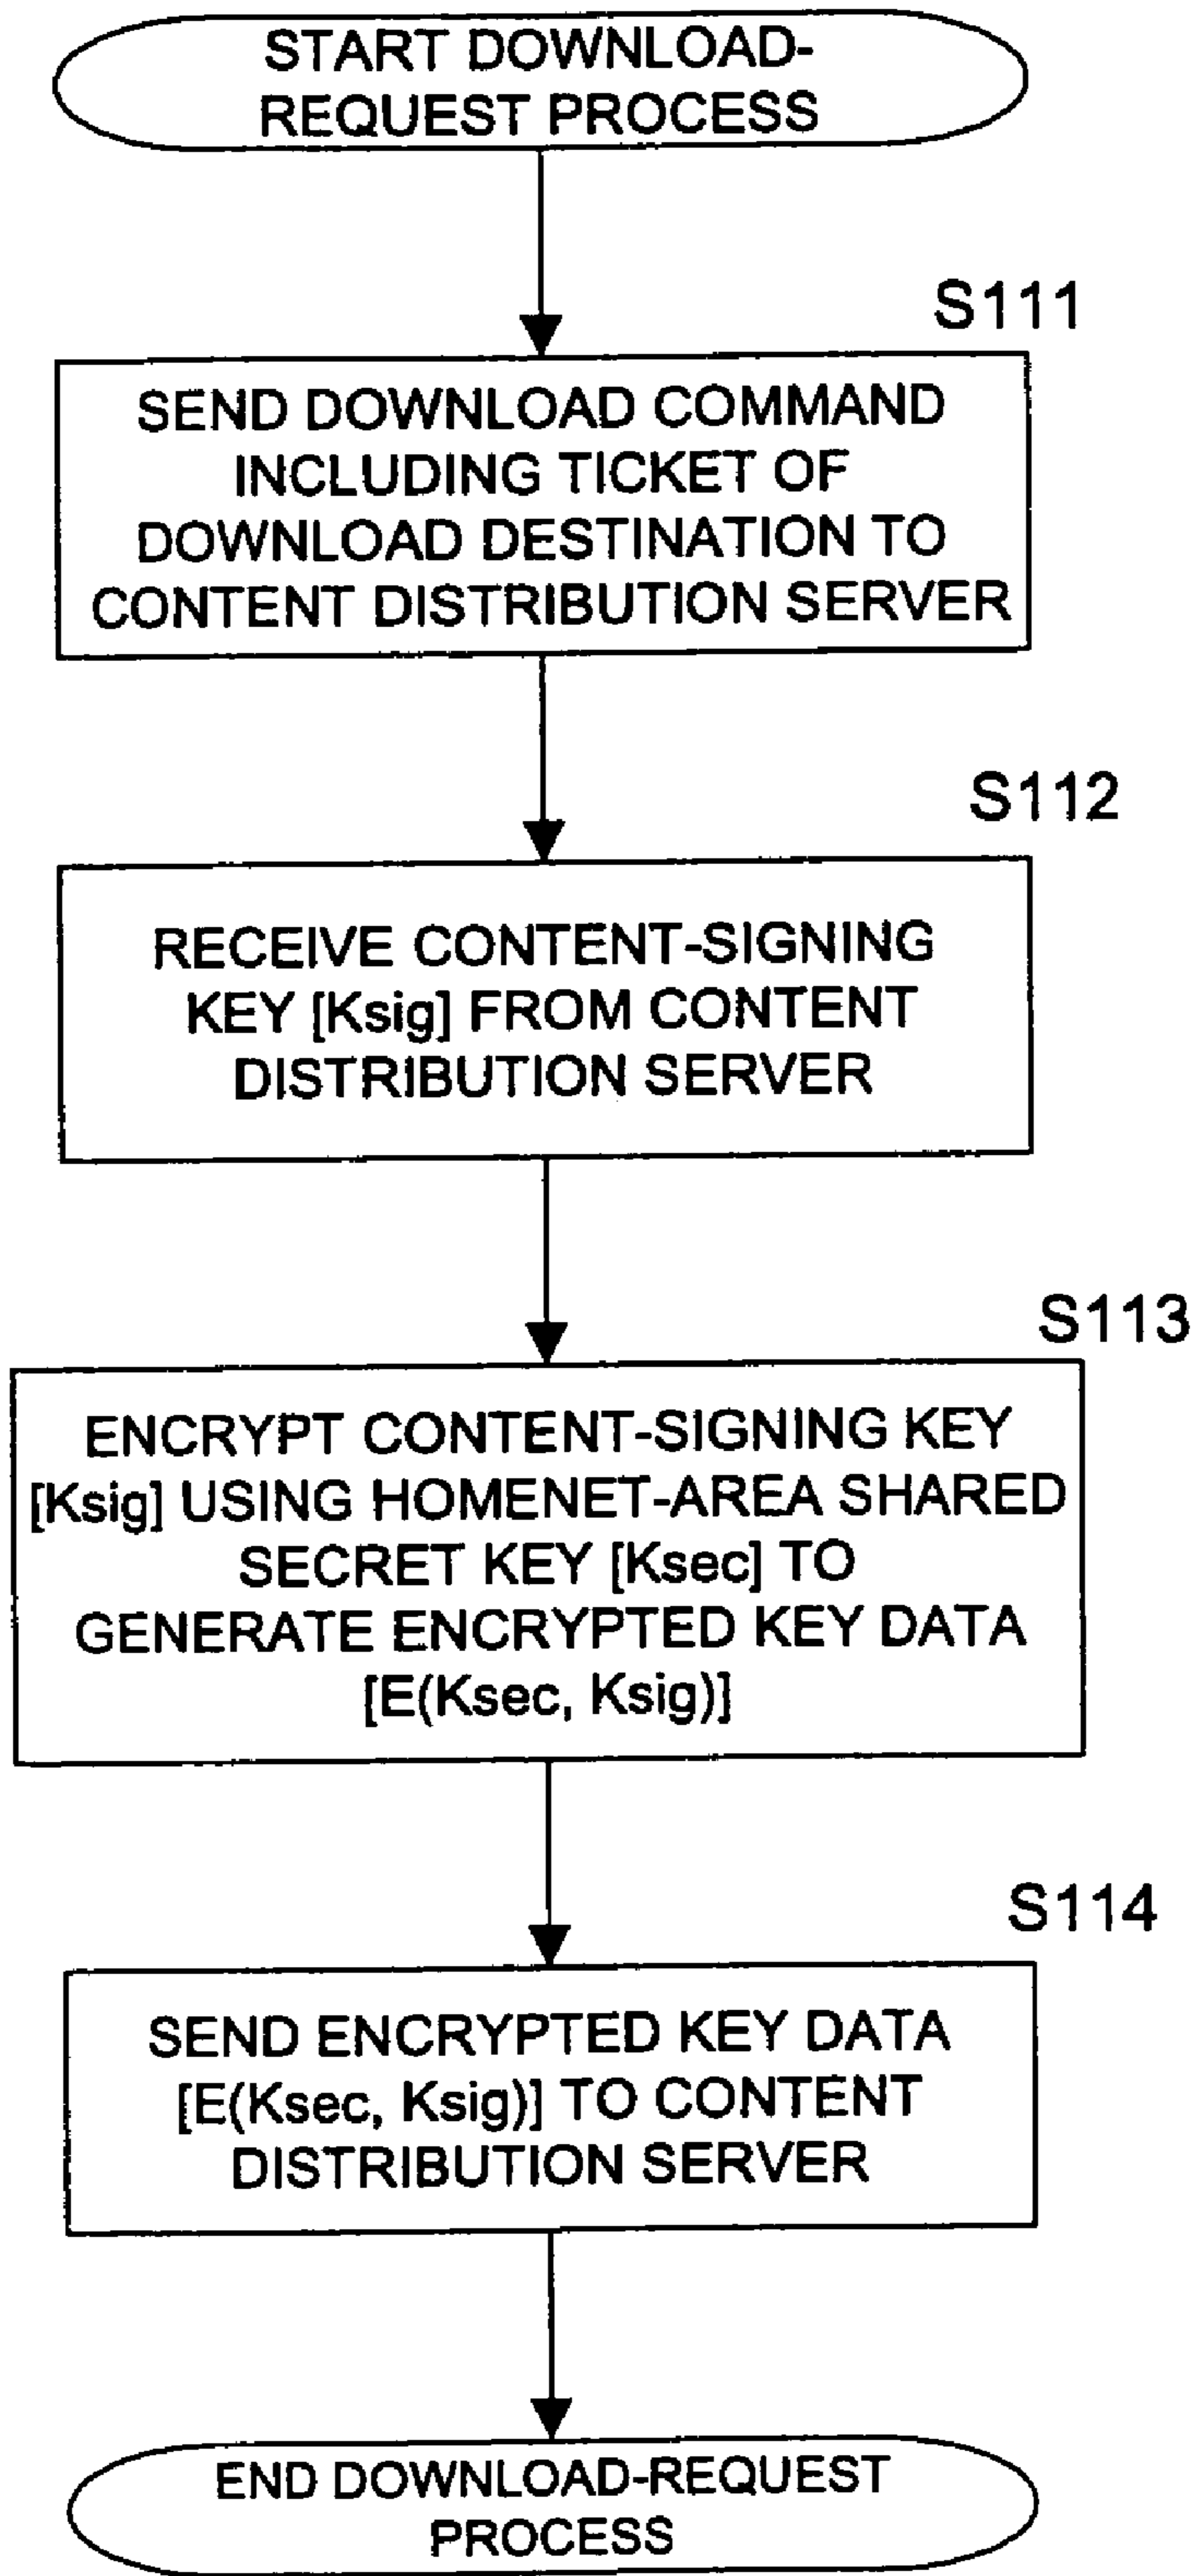 START DOWNLOAD-
REQUEST PROCESS
S111
SEND DOWNLOAD COMMAND
INCLUDING TICKET OF
DOWNLOAD DESTINATION TO
CONTENT DISTRIBUTION SERVER
S112
RECEIVE CONTENT-SIGNING
KEY [Ksig] FROM CONTENT
DISTRIBUTION SERVER
S113
ENCRYPT CONTENT-SIGNING KEY
[Ksig] USING HOMENET-AREA SHARED
SECRET KEY [Ksec] TO
GENERATE ENCRYPTED KEY DATA
[E(Ksec, Ksig)]
S114
SEND ENCRYPTED KEY DATA
[E(Ksec, Ksig)] TO CONTENT
DISTRIBUTION SERVER
END DOWNLOAD-REQUEST
PROCESS